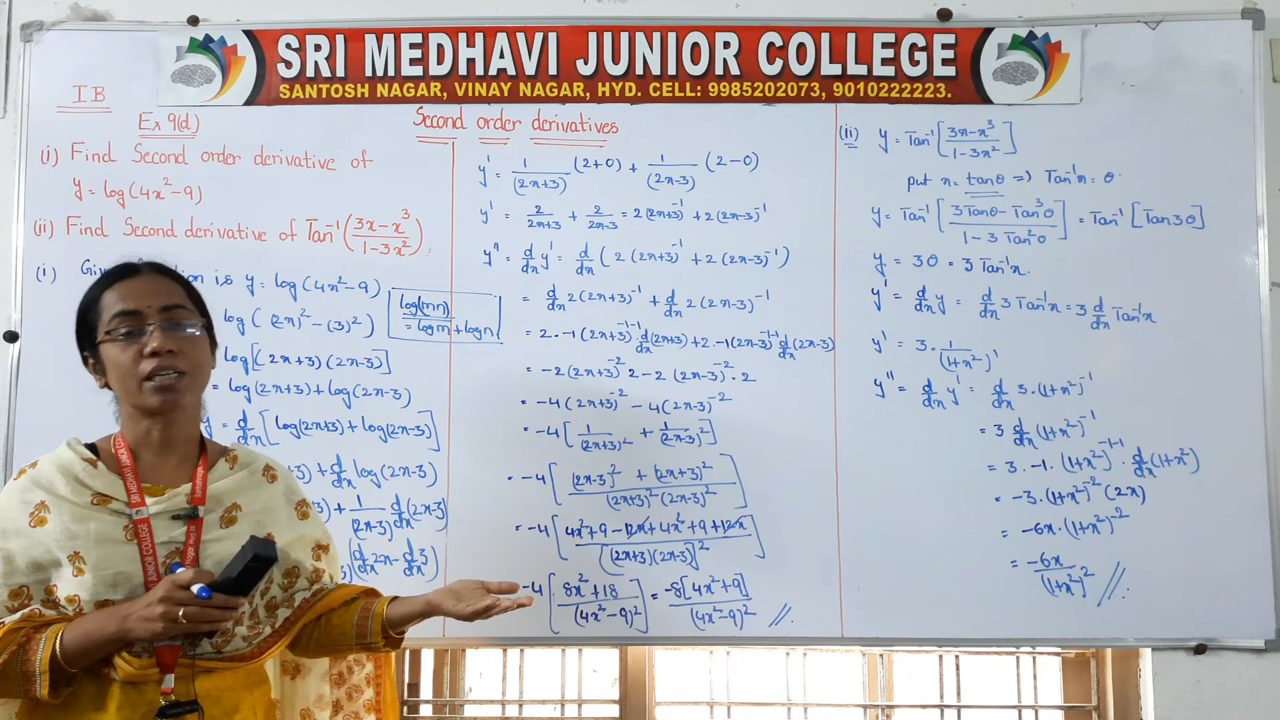 SRI MEDHAVI JUNIOR COLLEGE
SANTOSH NAGAR, VINAY NAGAR, HYD. CELL: 9985202073, 9010222223.
IB
Ex 9(d)
Second order derivatives
(i) Find Second order derivative of
y = log(4x²-9)
(ii) Find Second derivative of Tan⁻¹(3x-x³/1-3x²)
(i) Given is y = log(4x²-9)
log((2x)²-(3)²)
log[(2x+3)(2x-3)]
= log(2x+3)+log(2x-3)
y = d/dx[log(2x+3)+log(2x-3)]
+3)+d/dx log(2x-3)
3)+1/(2x-3) d/dx(2x-3)
3) (d/dx 2x - d/dx 3)
log(mn)
= logm+logn
y' = 1/(2x+3) (2+0) + 1/(2x-3) (2-0)
y' = 2/2x+3 + 2/2x-3 = 2(2x+3)⁻¹ + 2(2x-3)⁻¹
y'' = d/dx y' = d/dx (2(2x+3)⁻¹ + 2(2x-3)⁻¹)
= d/dx 2(2x+3)⁻¹ + d/dx 2(2x-3)⁻¹
= 2·-1(2x+3)⁻¹⁻¹·d/dx(2x+3)+2·-1(2x-3)⁻¹⁻¹ d/dx(2x-3)
= -2(2x+3)⁻² 2 - 2(2x-3)⁻²·2
= -4(2x+3)⁻² - 4(2x-3)⁻²
= -4[1/(2x+3)² + 1/(2x-3)²]
= -4[(2x-3)² + (2x+3)²/(2x+3)²(2x-3)²]
= -4[4x²+9-12x+4x²+9+12x/[(2x+3)(2x-3)]²]
-4[8x²+18/(4x²-9)²] = -8[4x²+9]/(4x²-9)² //.
(ii) y = Tan⁻¹[3x-x³/1-3x²]
put x = tanθ => Tan⁻¹x = θ.
y = Tan⁻¹[3Tanθ-Tan³θ/1-3Tan²θ] = Tan⁻¹[Tan3θ]
y = 3θ = 3Tan⁻¹x.
y' = d/dx y = d/dx 3Tan⁻¹x = 3 d/dx Tan⁻¹x
y' = 3·1/(1+x²)'
y'' = d/dx y' = d/dx 3·(1+x²)⁻¹
= 3 d/dx (1+x²)⁻¹
= 3·-1·(1+x²)⁻¹⁻¹·d/dx(1+x²)
= -3·(1+x²)⁻²(2x)
= -6x·(1+x²)⁻²
= -6x/(1+x²)² //.
JUNIOR COLLEGE